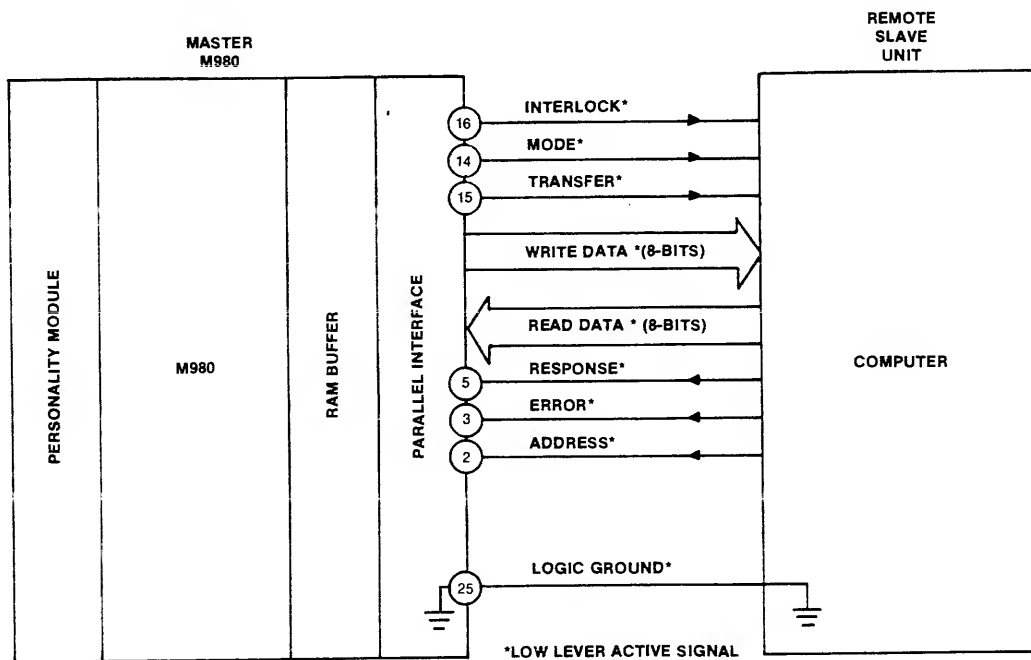 MASTER
M980
REMOTE
SLAVE
UNIT
PERSONALITY MODULE
M980
RAM BUFFER
PARALLEL INTERFACE
16
INTERLOCK*
14
MODE*
15
TRANSFER*
WRITE DATA *(8-BITS)
READ DATA * (8-BITS)
5
RESPONSE*
3
ERROR*
2
ADDRESS*
COMPUTER
25
LOGIC GROUND*
*LOW LEVER ACTIVE SIGNAL